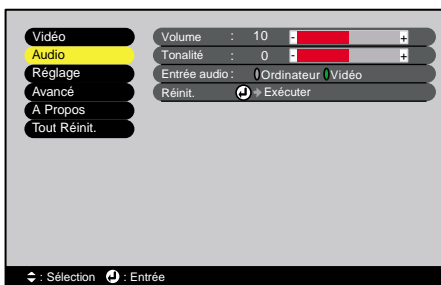 Vidéo
Audio
Réglage
Avancé
A Propos
Tout Réinit.
Volume : 10 - +
Tonalité : 0 - +
Entrée audio : Ordinateur Vidéo
Réinit. Exécuter
: Sélection : Entrée